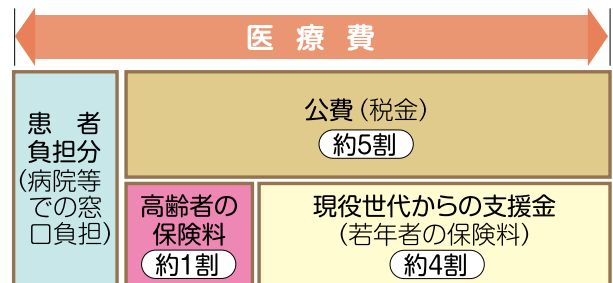 医療費
患者
負担分
(病院等
での窓
口負担)
公費(税金)
約5割
高齢者の
保険料
約1割
現役世代からの支援金
(若年者の保険料)
約4割